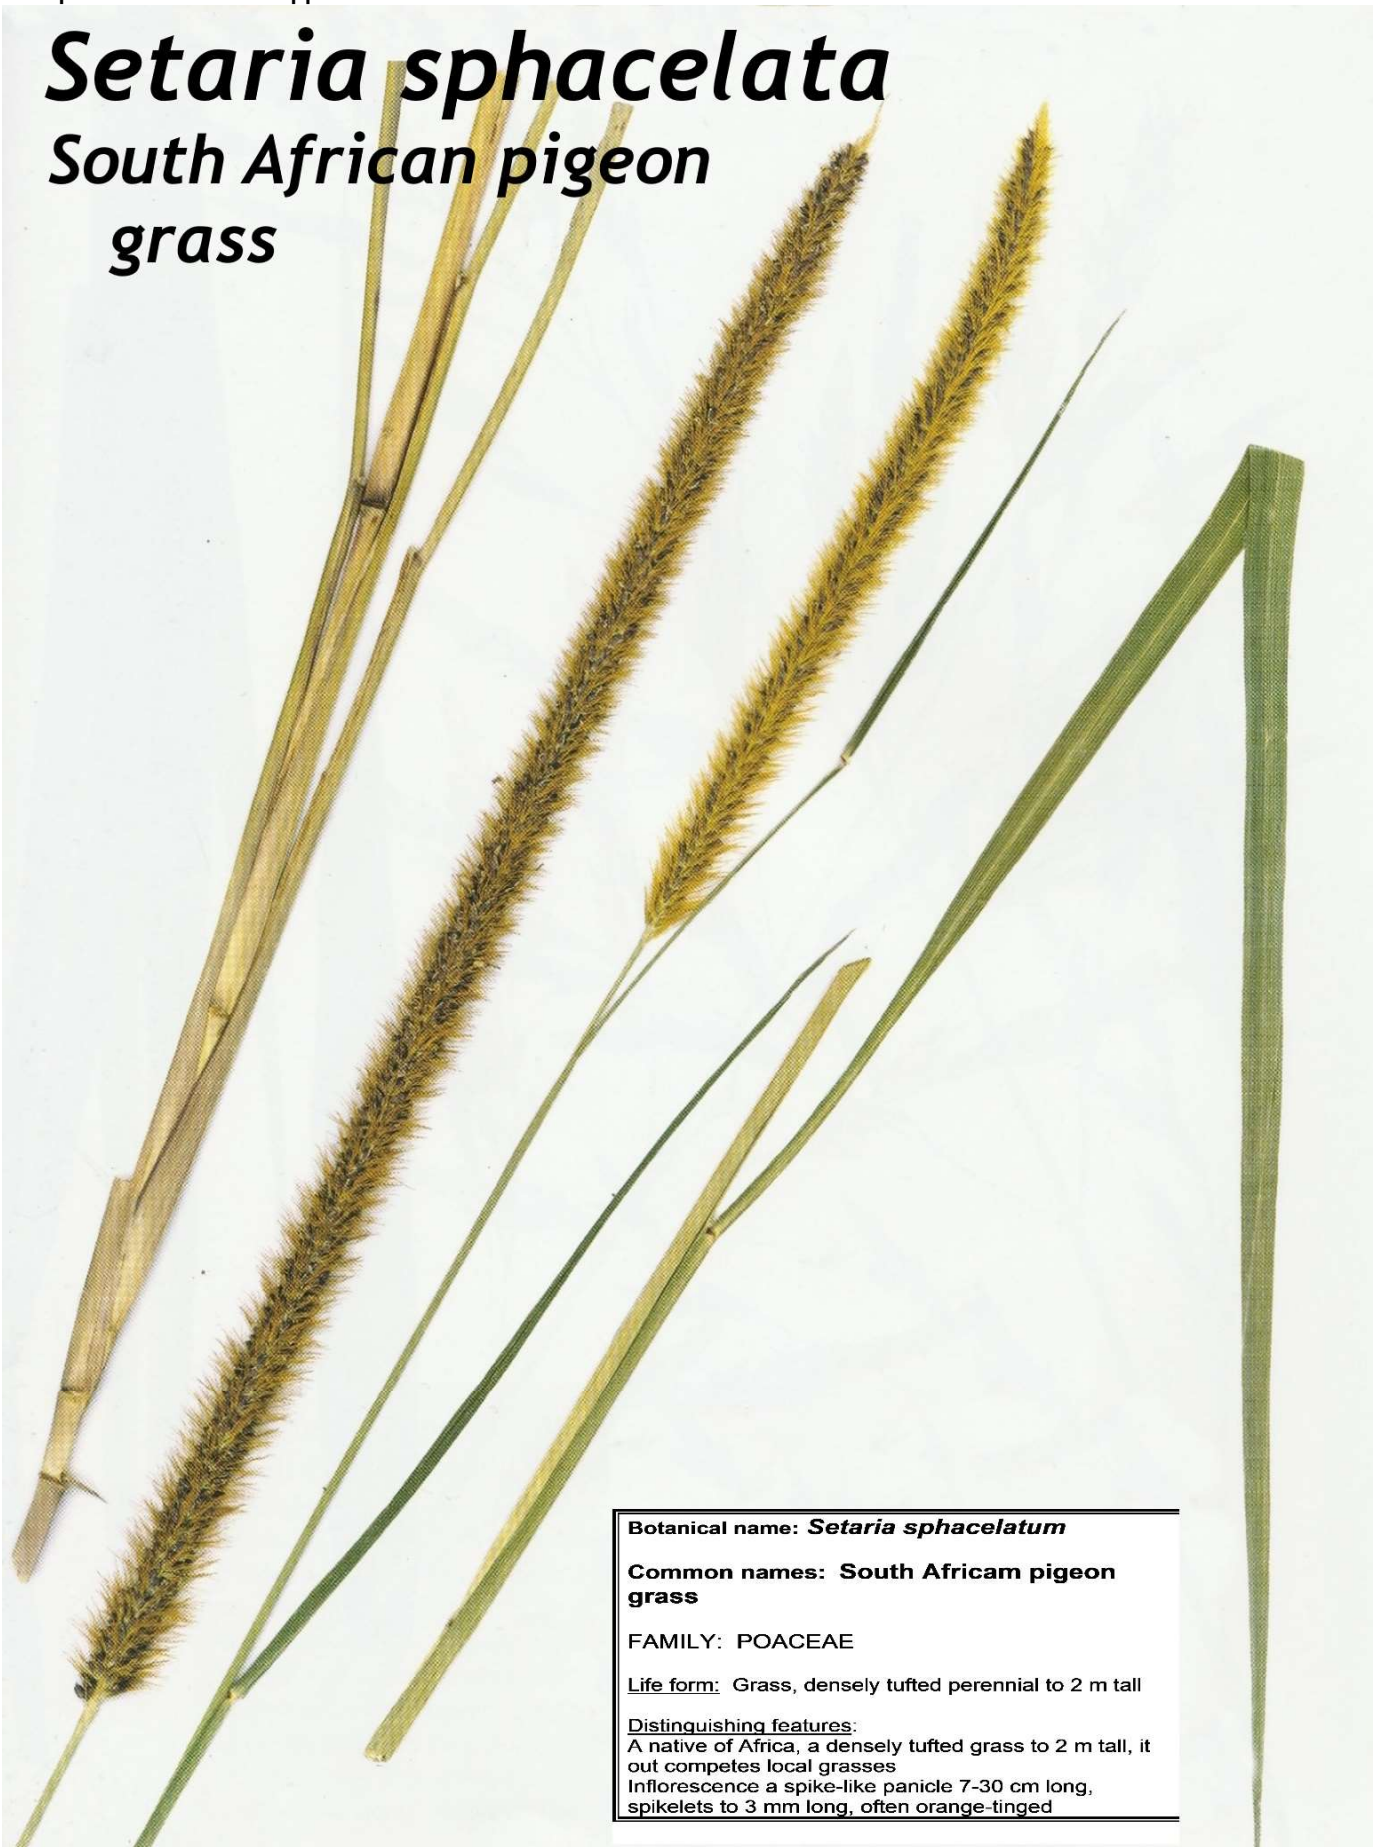 Setaria sphacelata
South African pigeon
grass
Botanical name: Setaria sphacelatum
Common names: South Africam pigeon
grass
FAMILY: POACEAE
Life form: Grass, densely tufted perennial to 2 m tall
Distinguishing features:
A native of Africa, a densely tufted grass to 2 m tall, it
out competes local grasses
Inflorescence a spike-like panicle 7-30 cm long,
spikelets to 3 mm long, often orange-tinged